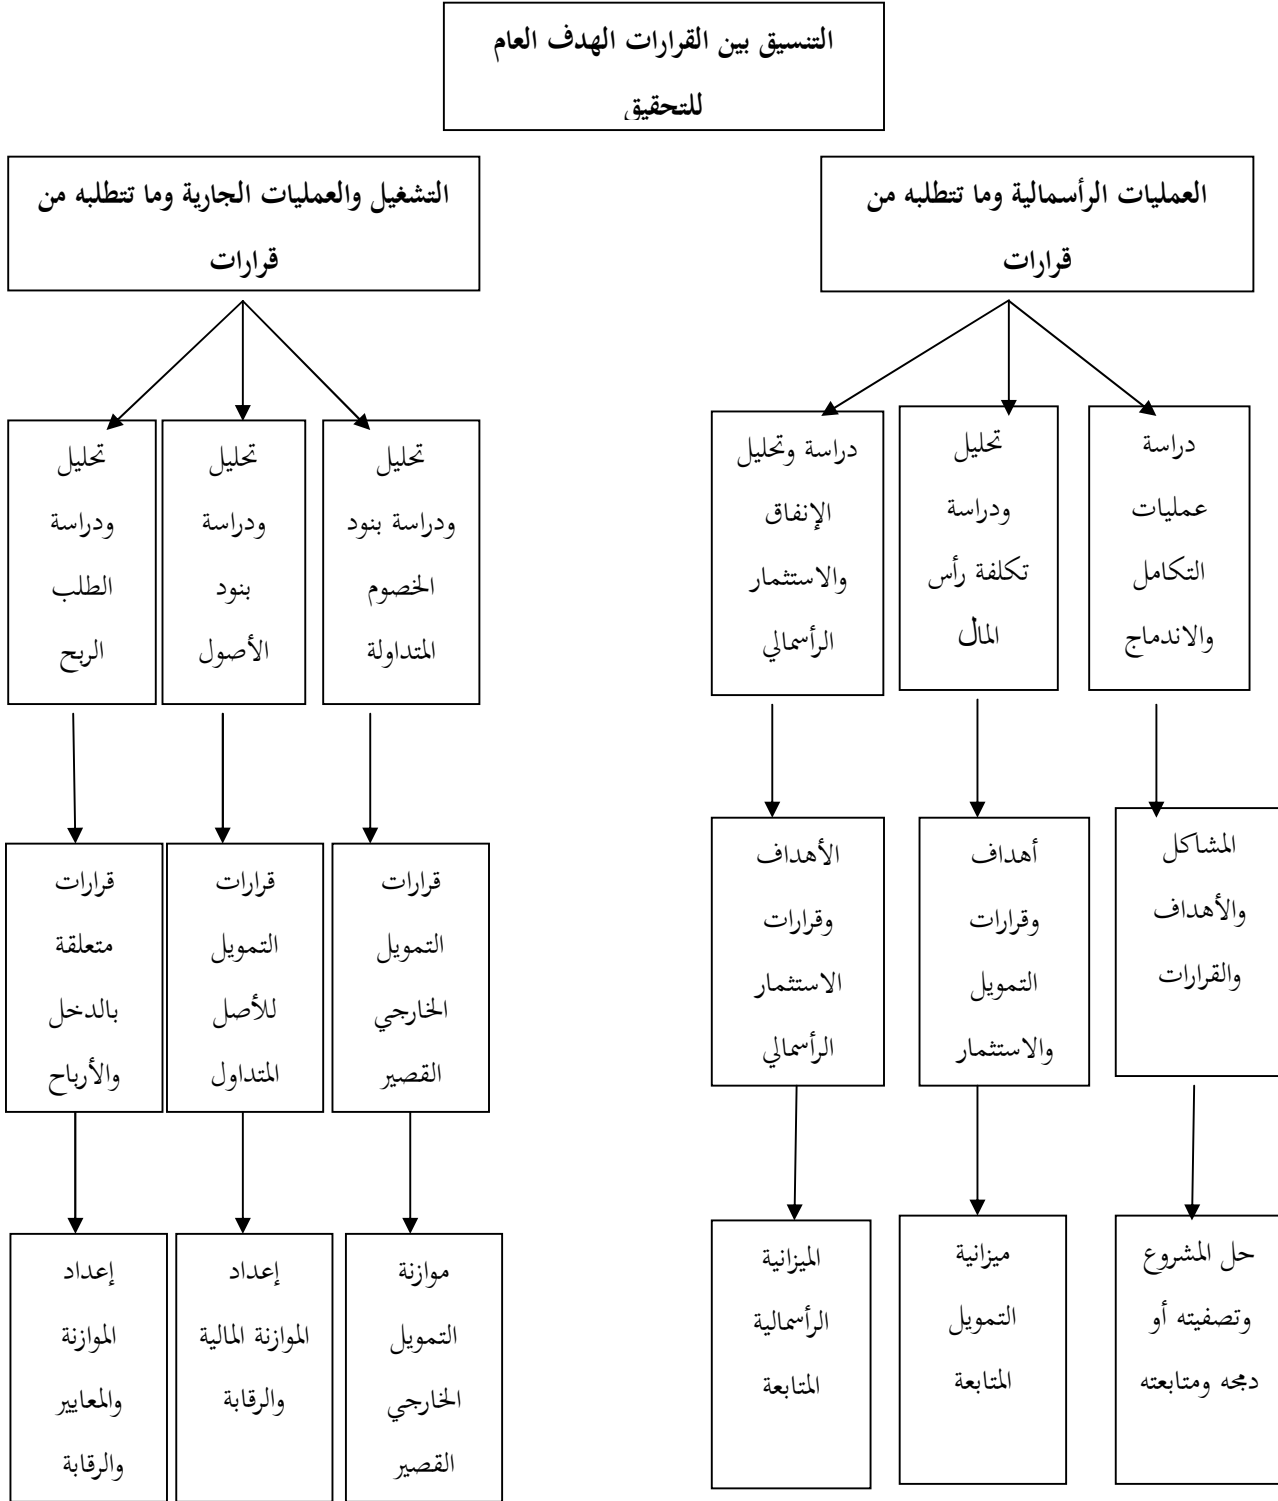 التنسيق بين القرارات الهدف العام
للتحقيق
العمليات الرأسمالية وما تتطلبه من
قرارات
التشغيل والعمليات الجارية وما تتطلبه من
قرارات
دراسة
عمليات
التكامل
والاندماج
تحليل
ودراسة
تكلفة رأس
المال
دراسة وتحليل
الإنفاق
والاستثمار
الرأسمالي
تحليل
ودراسة بنود
الخصوم
المتداولة
تحليل
ودراسة
بنود
الأصول
تحليل
ودراسة
الطلب
الربح
المشاكل
والأهداف
والقرارات
أهداف
وقرارات
التمويل
والاستثمار
الأهداف
وقرارات
الاستثمار
الرأسمالي
قرارات
التمويل
الخارجي
القصير
قرارات
التمويل
للأصل
المتداول
قرارات
متعلقة
بالدخل
والأرباح
حل المشروع
وتصفيته أو
دمجه ومتابعته
ميزانية
التمويل
المتابعة
الميزانية
الرأسمالية
المتابعة
موازنة
التمويل
الخارجي
القصير
إعداد
الموازنة المالية
والرقابة
إعداد
الموازنة
والمعايير
والرقابة